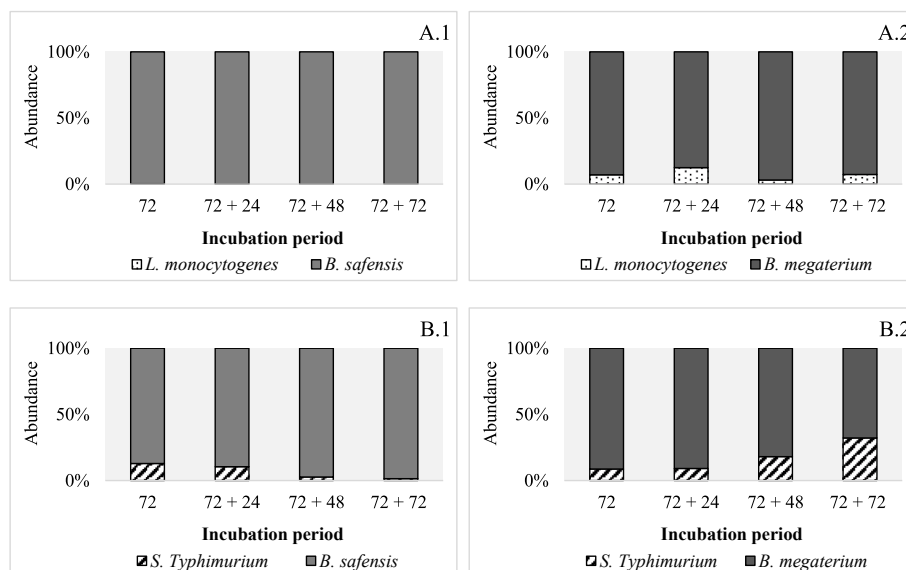 A.1
100%
50%
0%
Abundance
72
72 + 24
72 + 48
72 + 72
Incubation period
L. monocytogenes
B. safensis
A.2
100%
50%
0%
Abundance
72
72 + 24
72 + 48
72 + 72
Incubation period
L. monocytogenes
B. megaterium
B.1
100%
50%
0%
Abundance
72
72 + 24
72 + 48
72 + 72
Incubation period
S. Typhimurium
B. safensis
B.2
100%
50%
0%
Abundance
72
72 + 24
72 + 48
72 + 72
Incubation period
S. Typhimurium
B. megaterium